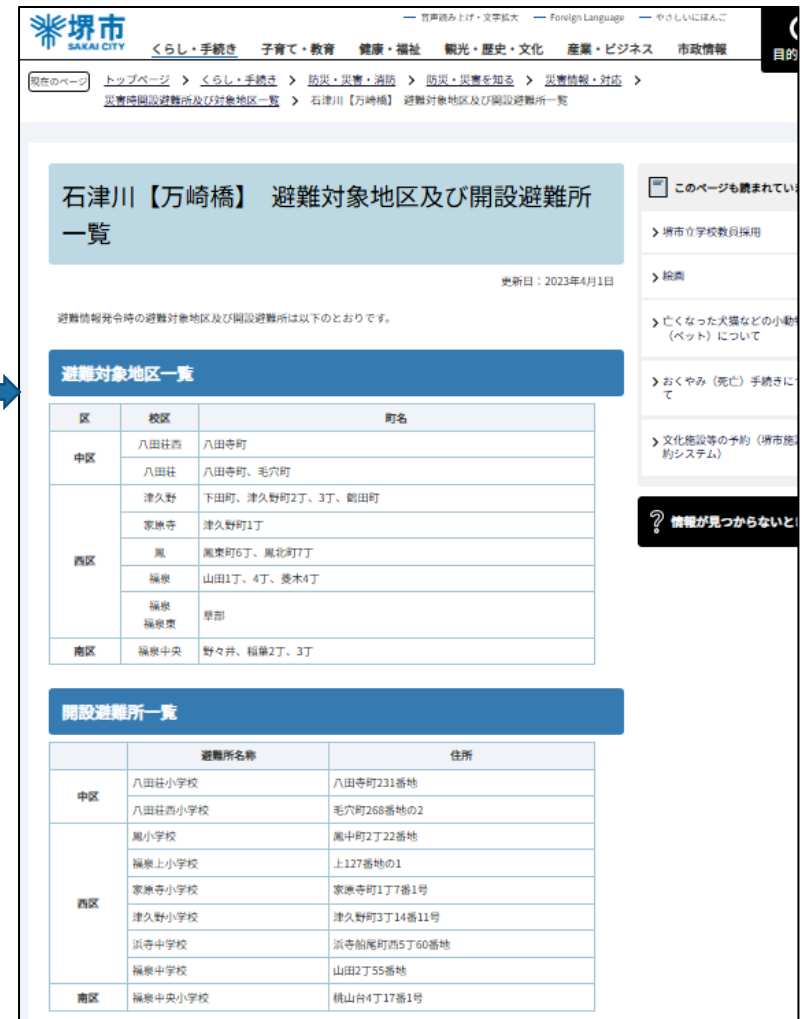 堺市
SAKAI CITY
音声読み上げ・文字拡大 Foreign Language やさしいにほんご
くらし・手続き 子育て・教育 健康・福祉 観光・歴史・文化 産業・ビジネス 市政情報
目的
現在のページ トップページ > くらし・手続き > 防災・災害・消防 > 防災・災害を知る > 災害情報・対応 >
災害時開設避難所及び対象地区一覧 > 石津川【万崎橋】 避難対象地区及び開設避難所一覧
石津川【万崎橋】 避難対象地区及び開設避難所
一覧
更新日：2023年4月1日
避難情報発令時の避難対象地区及び開設避難所は以下のとおりです。
避難対象地区一覧
区 校区 町名
中区 八田荘西 八田寺町
八田荘 八田寺町、毛穴町
西区 津久野 下田町、津久野町2丁、3丁、鶴田町
家原寺 津久野町1丁
鳳 鳳東町6丁、鳳北町7丁
福泉 山田1丁、4丁、菱木4丁
福泉
福泉東 草部
南区 福泉中央 野々井、稲葉2丁、3丁
開設避難所一覧
避難所名称 住所
中区 八田荘小学校 八田寺町231番地
八田荘西小学校 毛穴町268番地の2
西区 鳳小学校 鳳中町2丁22番地
福泉上小学校 上127番地の1
家原寺小学校 家原寺町1丁7番1号
津久野小学校 津久野町3丁14番11号
浜寺中学校 浜寺船尾町西5丁60番地
福泉中学校 山田2丁55番地
南区 福泉中央小学校 桃山台4丁17番1号
このページも読まれてい
堺市立学校教員採用
絵画
亡くなった犬猫などの小動
（ペット）について
おくやみ（死亡）手続きに
て
文化施設等の予約（堺市施
約システム）
情報が見つからないと